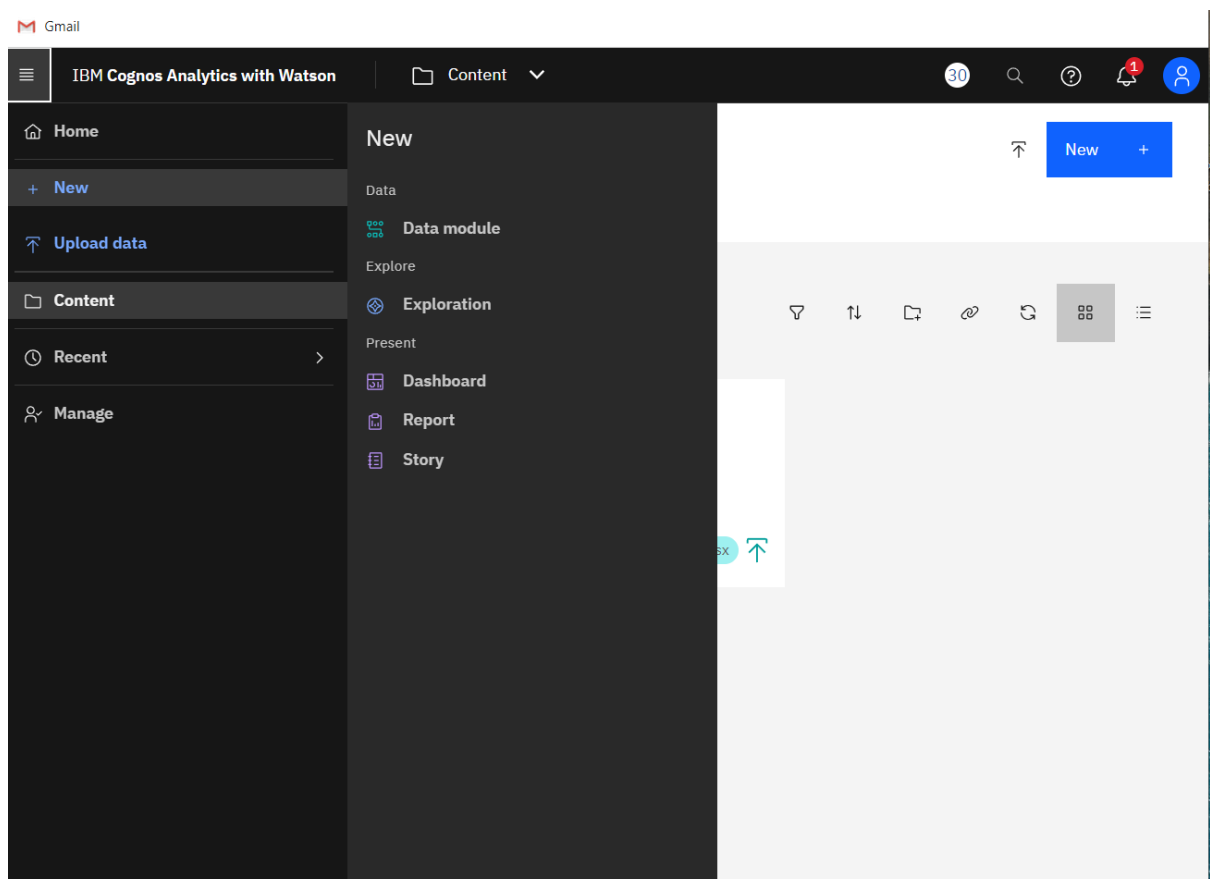 Gmail
IBM Cognos Analytics with Watson
Content
30
1
Home
New
Upload data
Content
Recent
Manage
New
Data
Data module
Explore
Exploration
Present
Dashboard
Report
Story
New +
sx